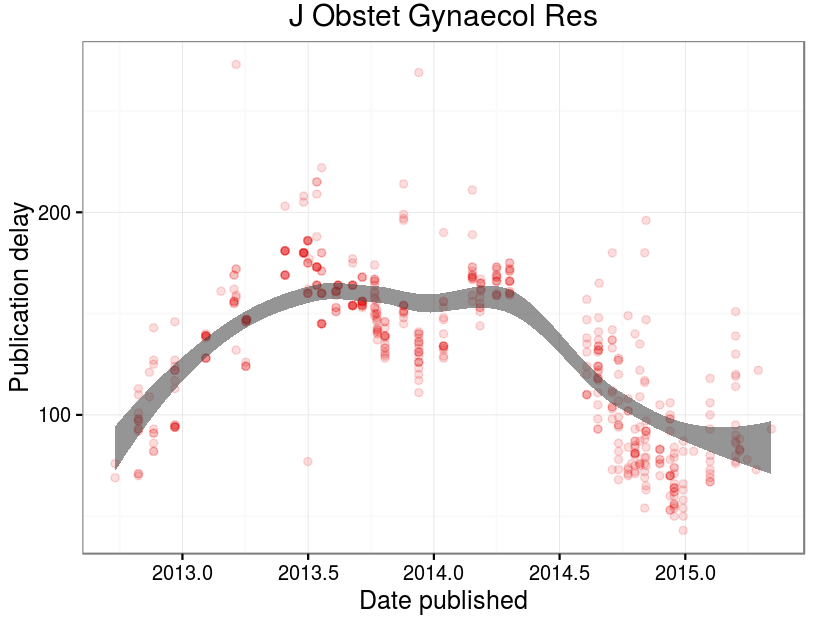 J Obstet Gynaecol Res
Publication delay
200
100
2013.0 2013.5 2014.0 2014.5 2015.0
Date published